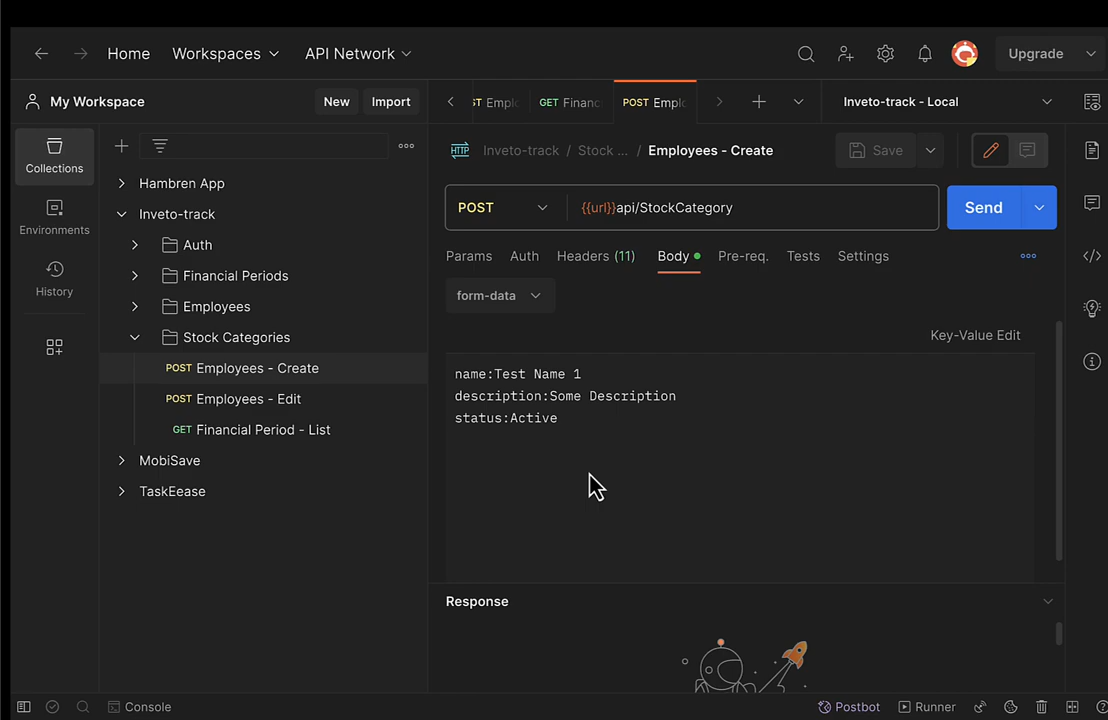 Home Workspaces API Network Upgrade
My Workspace New Import
GET Financ POST Emplo Inveto-track - Local
Collections
Environments
History
Hambren App
Inveto-track
Auth
Financial Periods
Employees
Stock Categories
POST Employees - Create
POST Employees - Edit
GET Financial Period - List
MobiSave
TaskEease
HTTP Inveto-track / Stock ... / Employees - Create Save
POST {{url}}api/StockCategory Send
Params Auth Headers (11) Body Pre-req. Tests Settings
form-data
Key-Value Edit
name:Test Name 1
description:Some Description
status:Active
Response
Console Postbot Runner